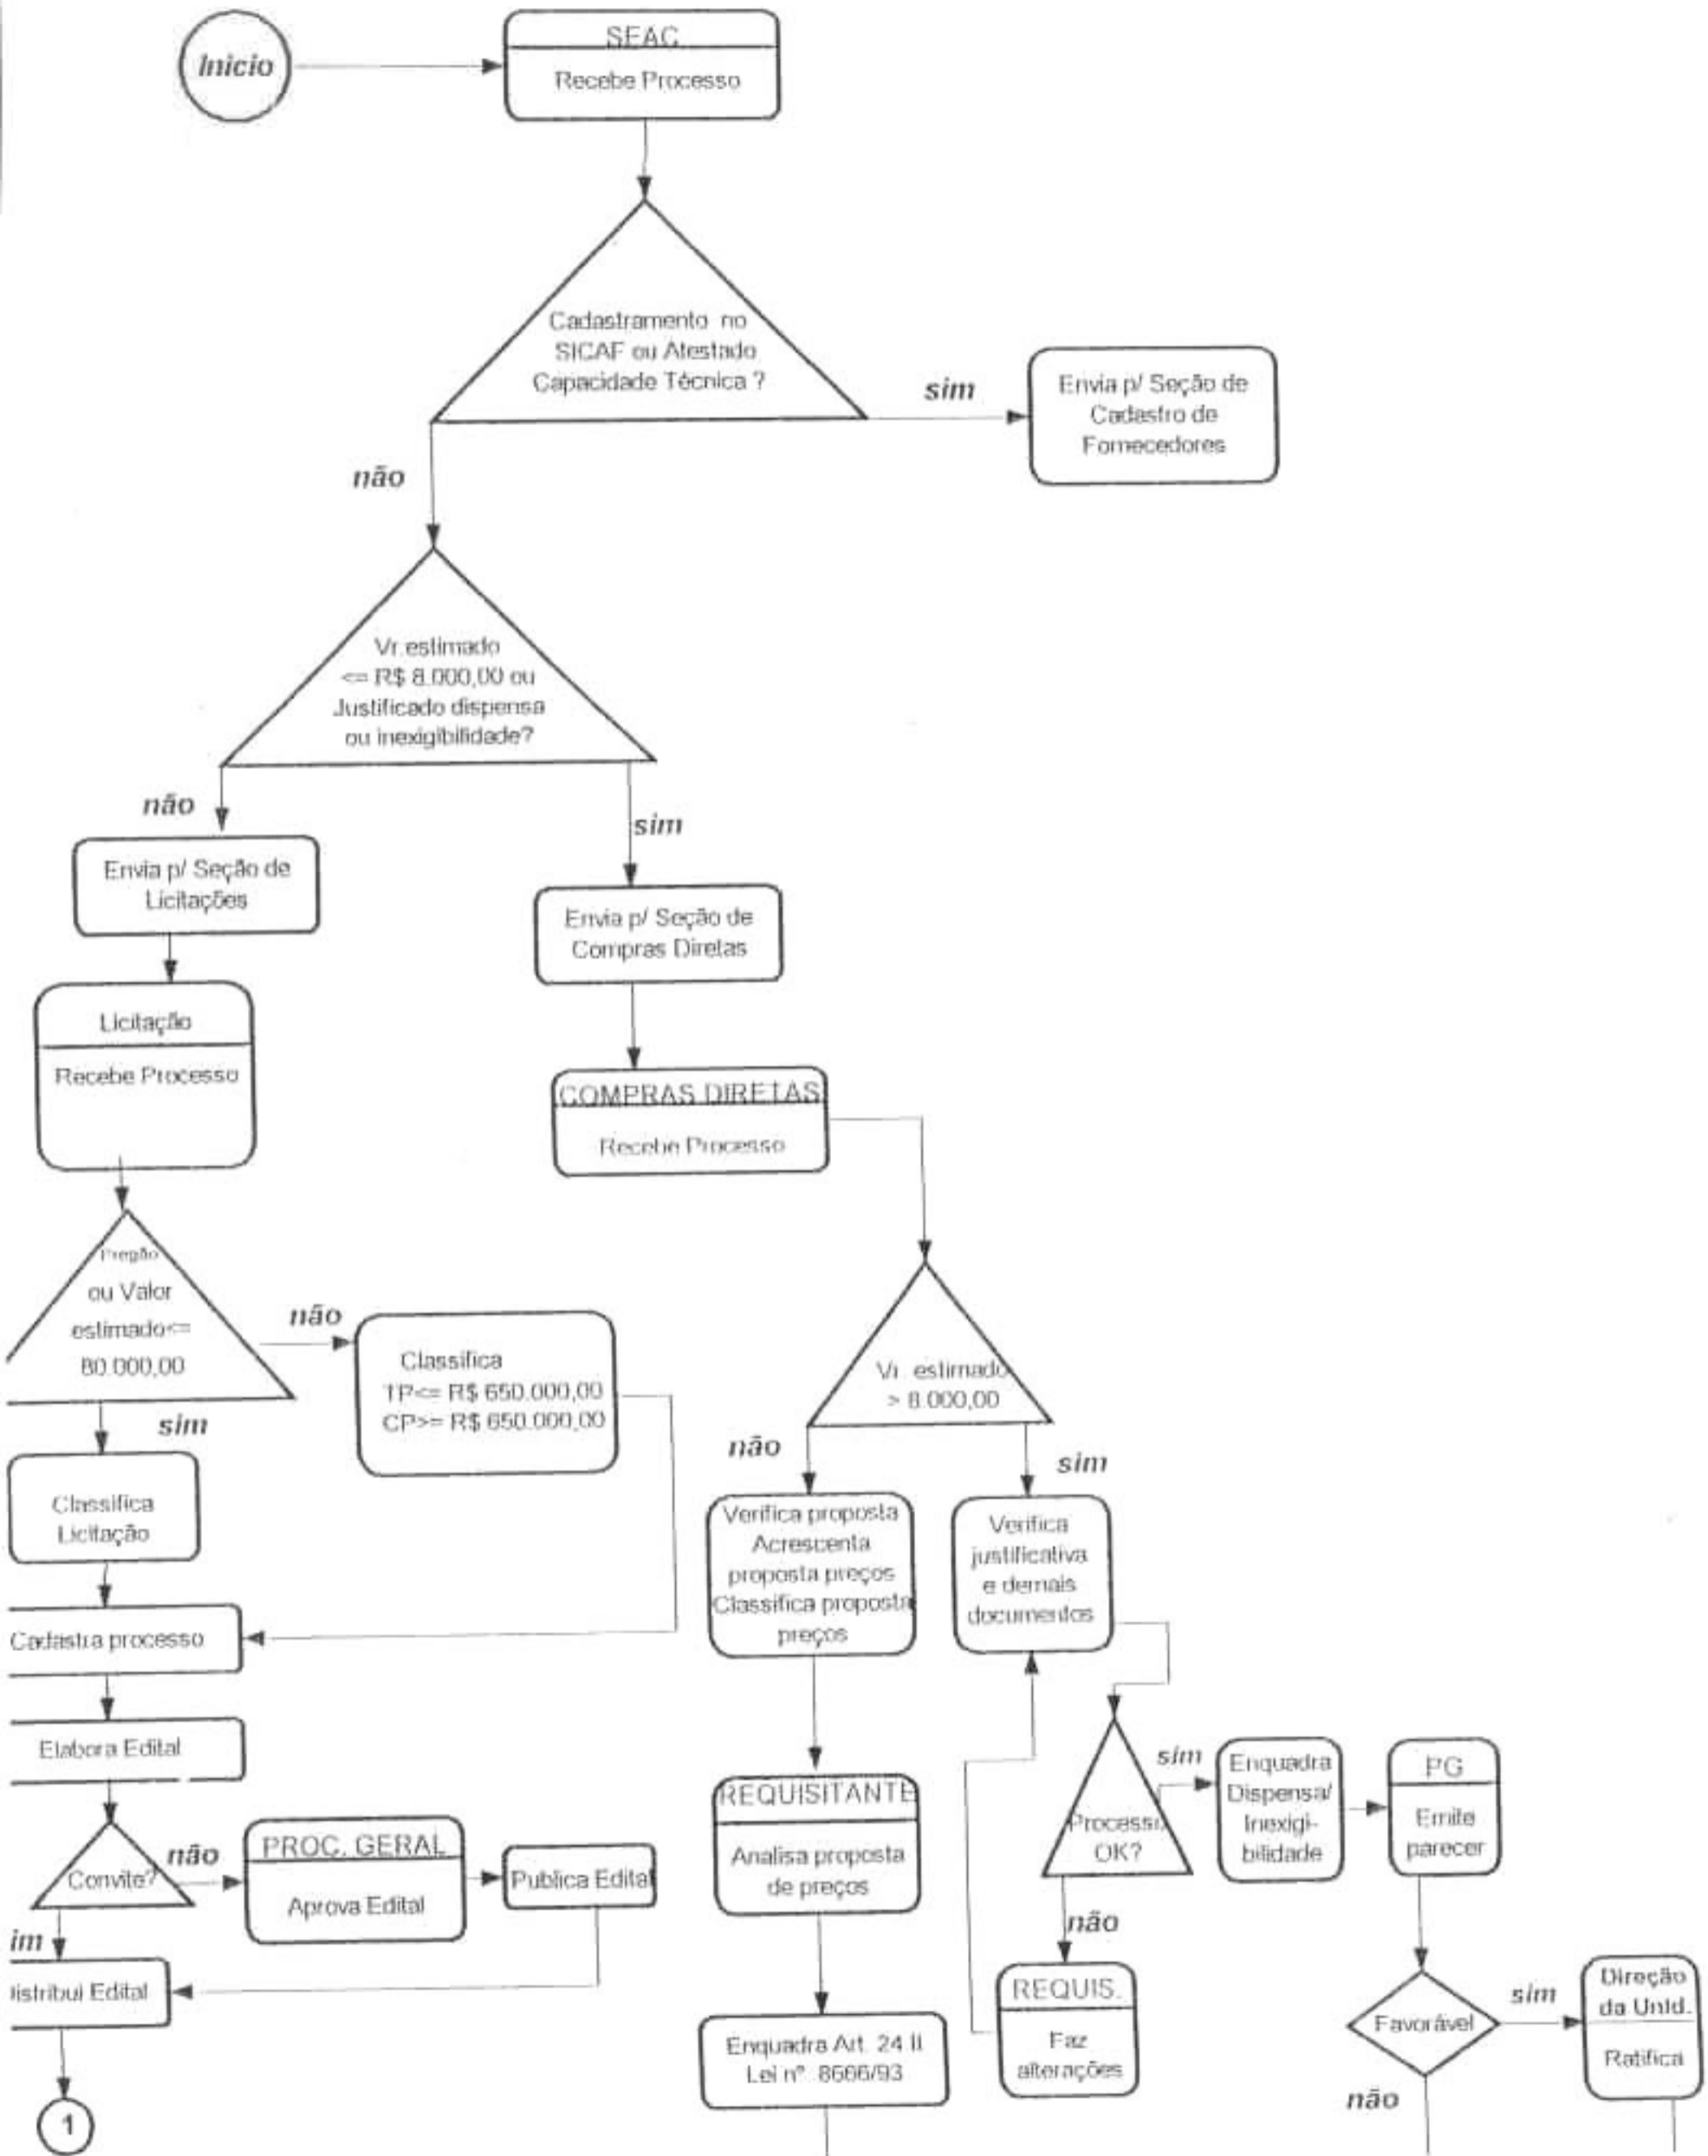 Inicio
SEAC
Recebe Processo
Cadastramento no
SICAF ou Atestado
Capacidade Técnica ?
sim
Envia p/ Seção de
Cadastro de
Fornecedores
não
Vr.estimado
<= R$ 8.000,00 ou
Justificado dispensa
ou inexigibilidade?
não
sim
Envia p/ Seção de
Licitações
Envia p/ Seção de
Compras Diretas
Licitação
Recebe Processo
COMPRAS DIRETAS
Recebe Processo
Pregão
ou Valor
estimado<=
80.000,00
não
Classifica
TP<= R$ 650.000,00
CP>= R$ 650.000,00
sim
Vr. estimado
> 8.000,00
não
sim
Classifica
Licitação
Verifica proposta
Acrescenta
proposta preços
Classifica proposta
preços
Verifica
justificativa
e demais
documentos
Cadastra processo
Elabora Edital
Convite?
não
PROC. GERAL
Aprova Edital
Publica Edital
im
istribui Edital
1
REQUISITANTE
Analisa proposta
de preços
Enquadra Art. 24 II
Lei nº. 8666/93
Processo
OK?
sim
Enquadra
Dispensa/
Inexigi-
bilidade
PG
Emite
parecer
não
REQUIS.
Faz
alterações
Favorável
sim
Direção
da Unid.
Ratifica
não